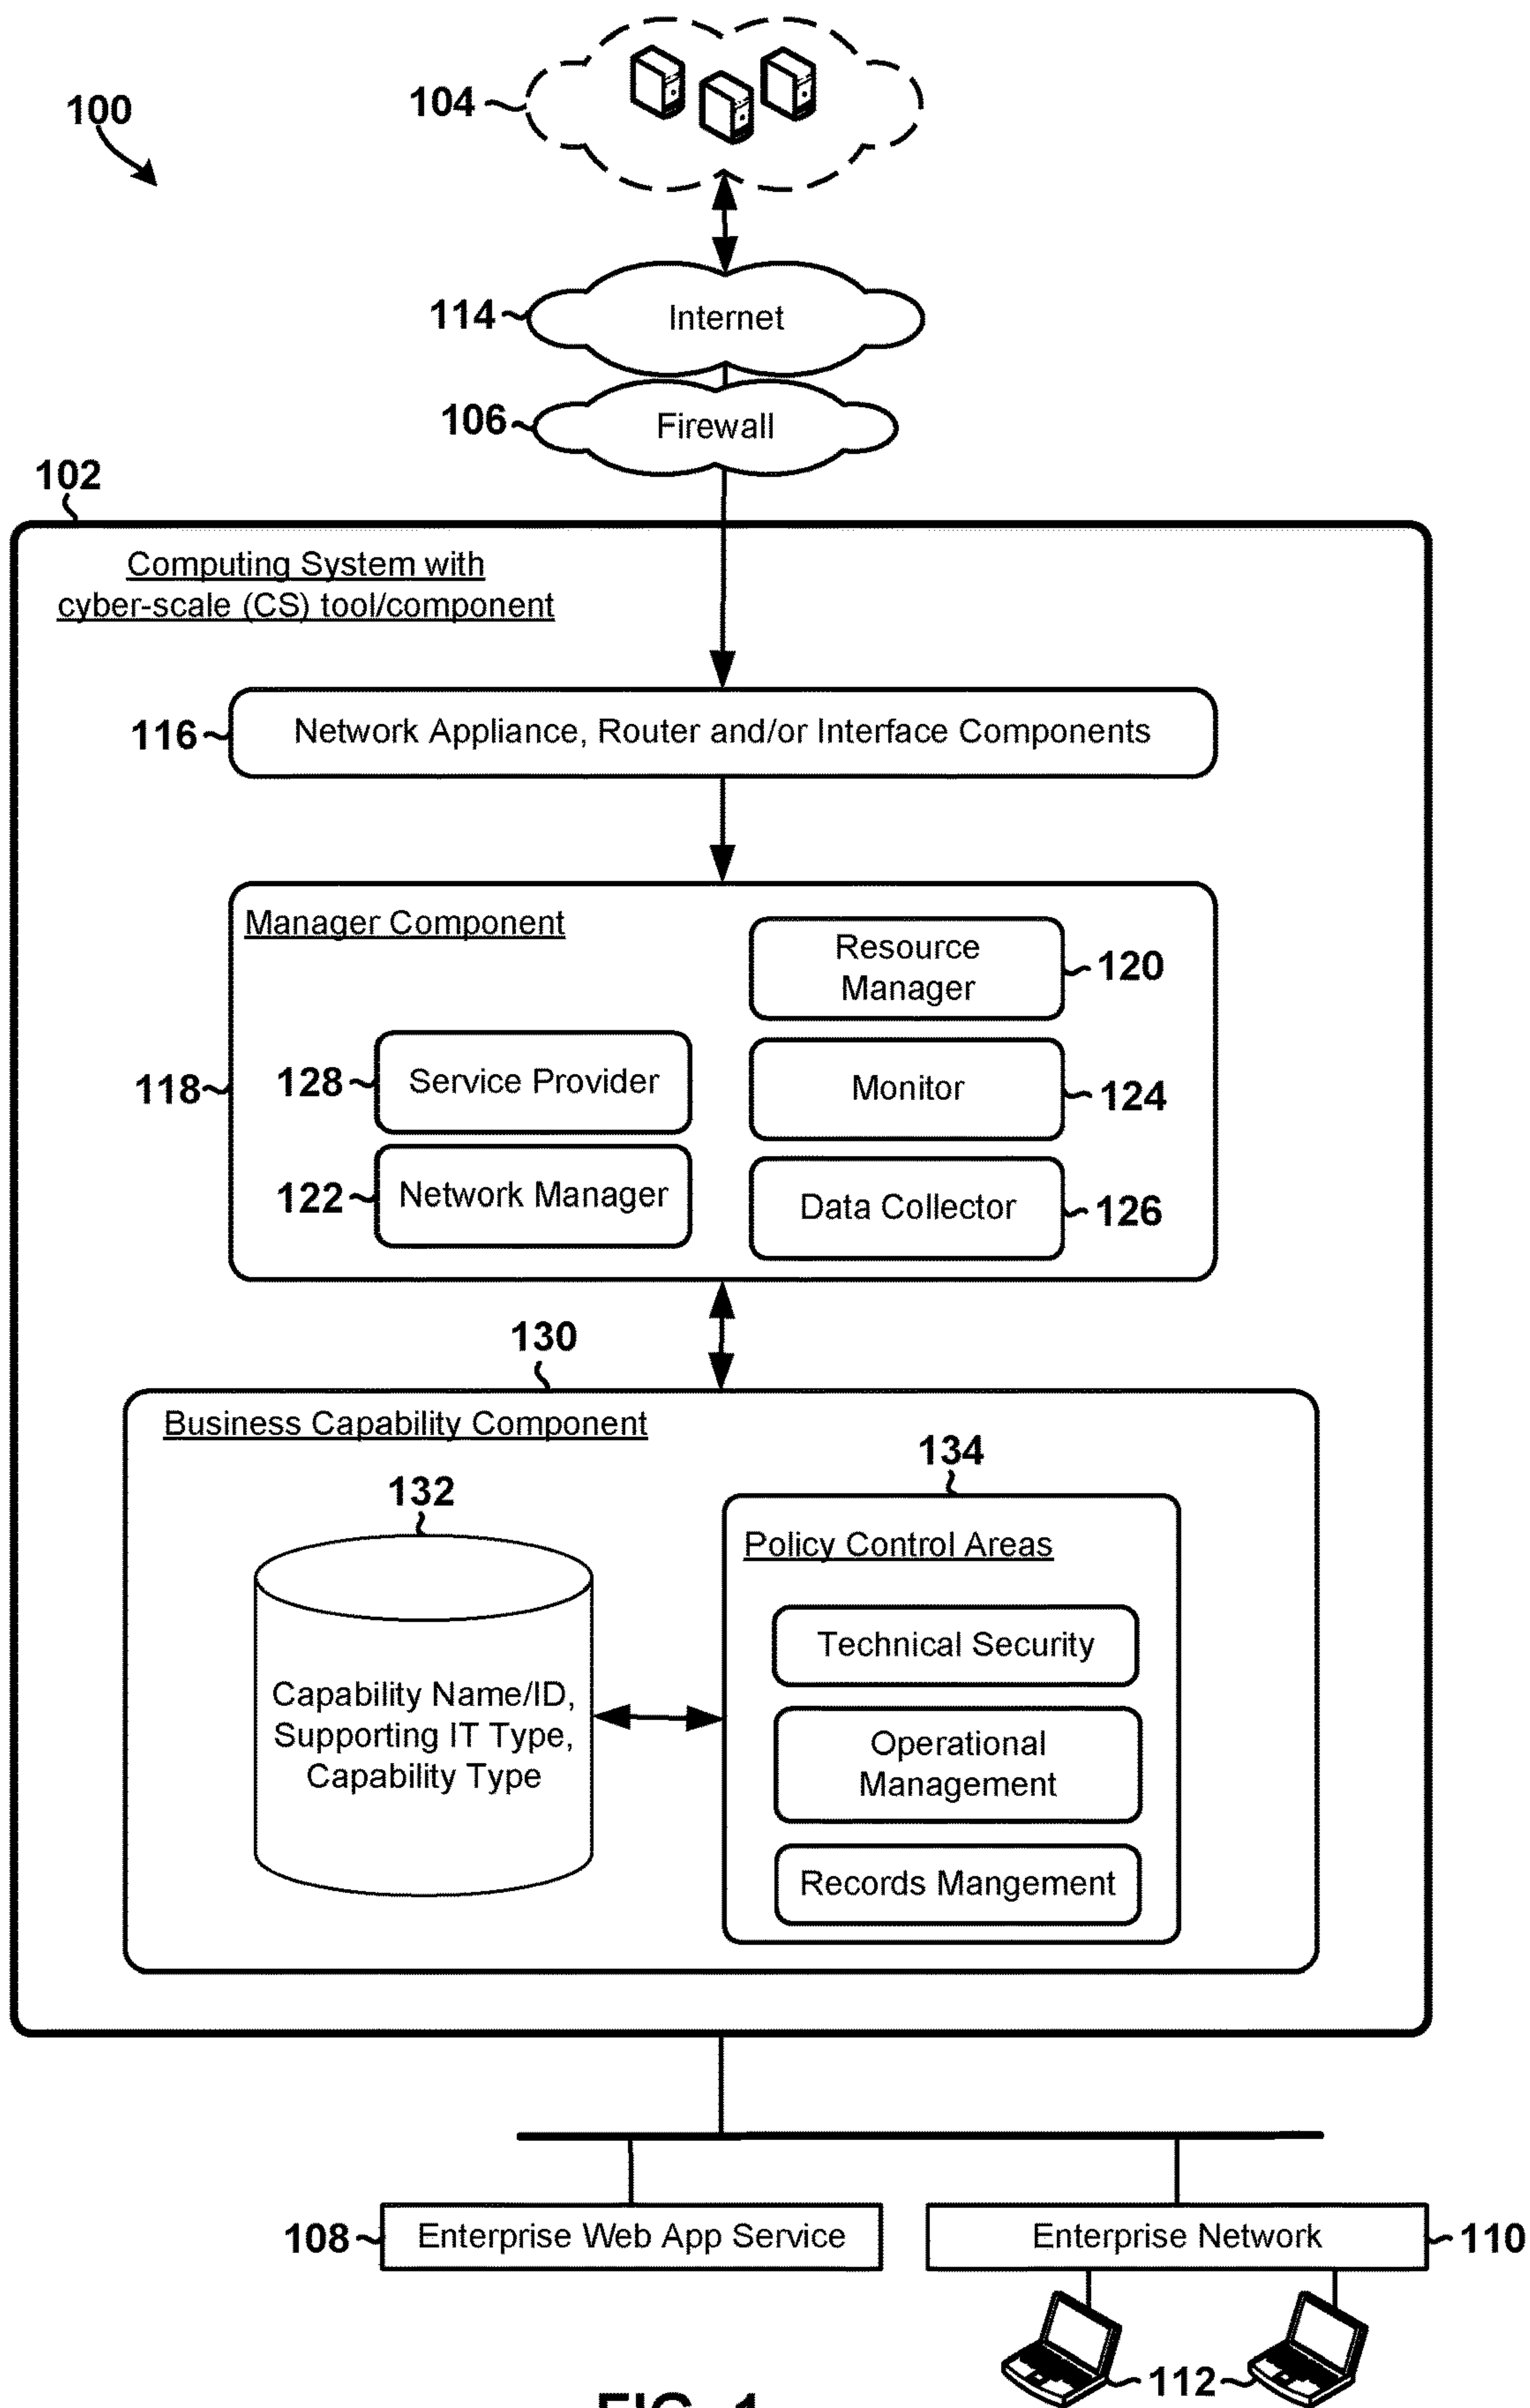 104
100
114
Internet
106
Firewall
102
Computing System with
cyber-scale (CS) tool/component
116
Network Appliance, Router and/or Interface Components
Manager Component
Resource
Manager
120
118
128
Service Provider
Monitor
124
122
Network Manager
Data Collector
126
130
Business Capability Component
134
132
Policy Control Areas
Technical Security
Capability Name/ID,
Supporting IT Type,
Capability Type
Operational
Management
Records Mangement
108
Enterprise Web App Service
Enterprise Network
110
112
FIG. 1